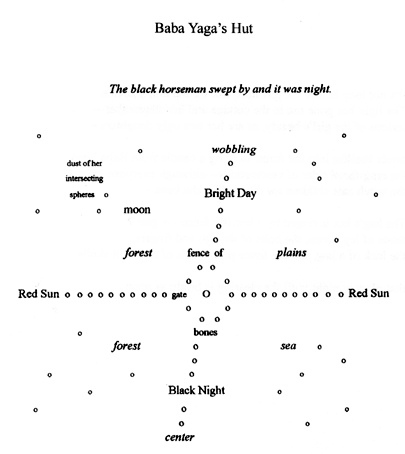 Baba Yaga's Hut
The black horseman swept by and it was night.
o o
o wobbling o
dust of her o o
intersecting o o
spheres o Bright Day o
o o moon o o
o
o o
forest fence of plains
o o
o o
Red Sun o o o o o o o o o o gate O o o o o o o o o o o Red Sun
o o
o o
o bones
forest o sea o
o
o o o o
o Black Night o
o o o
o o
center